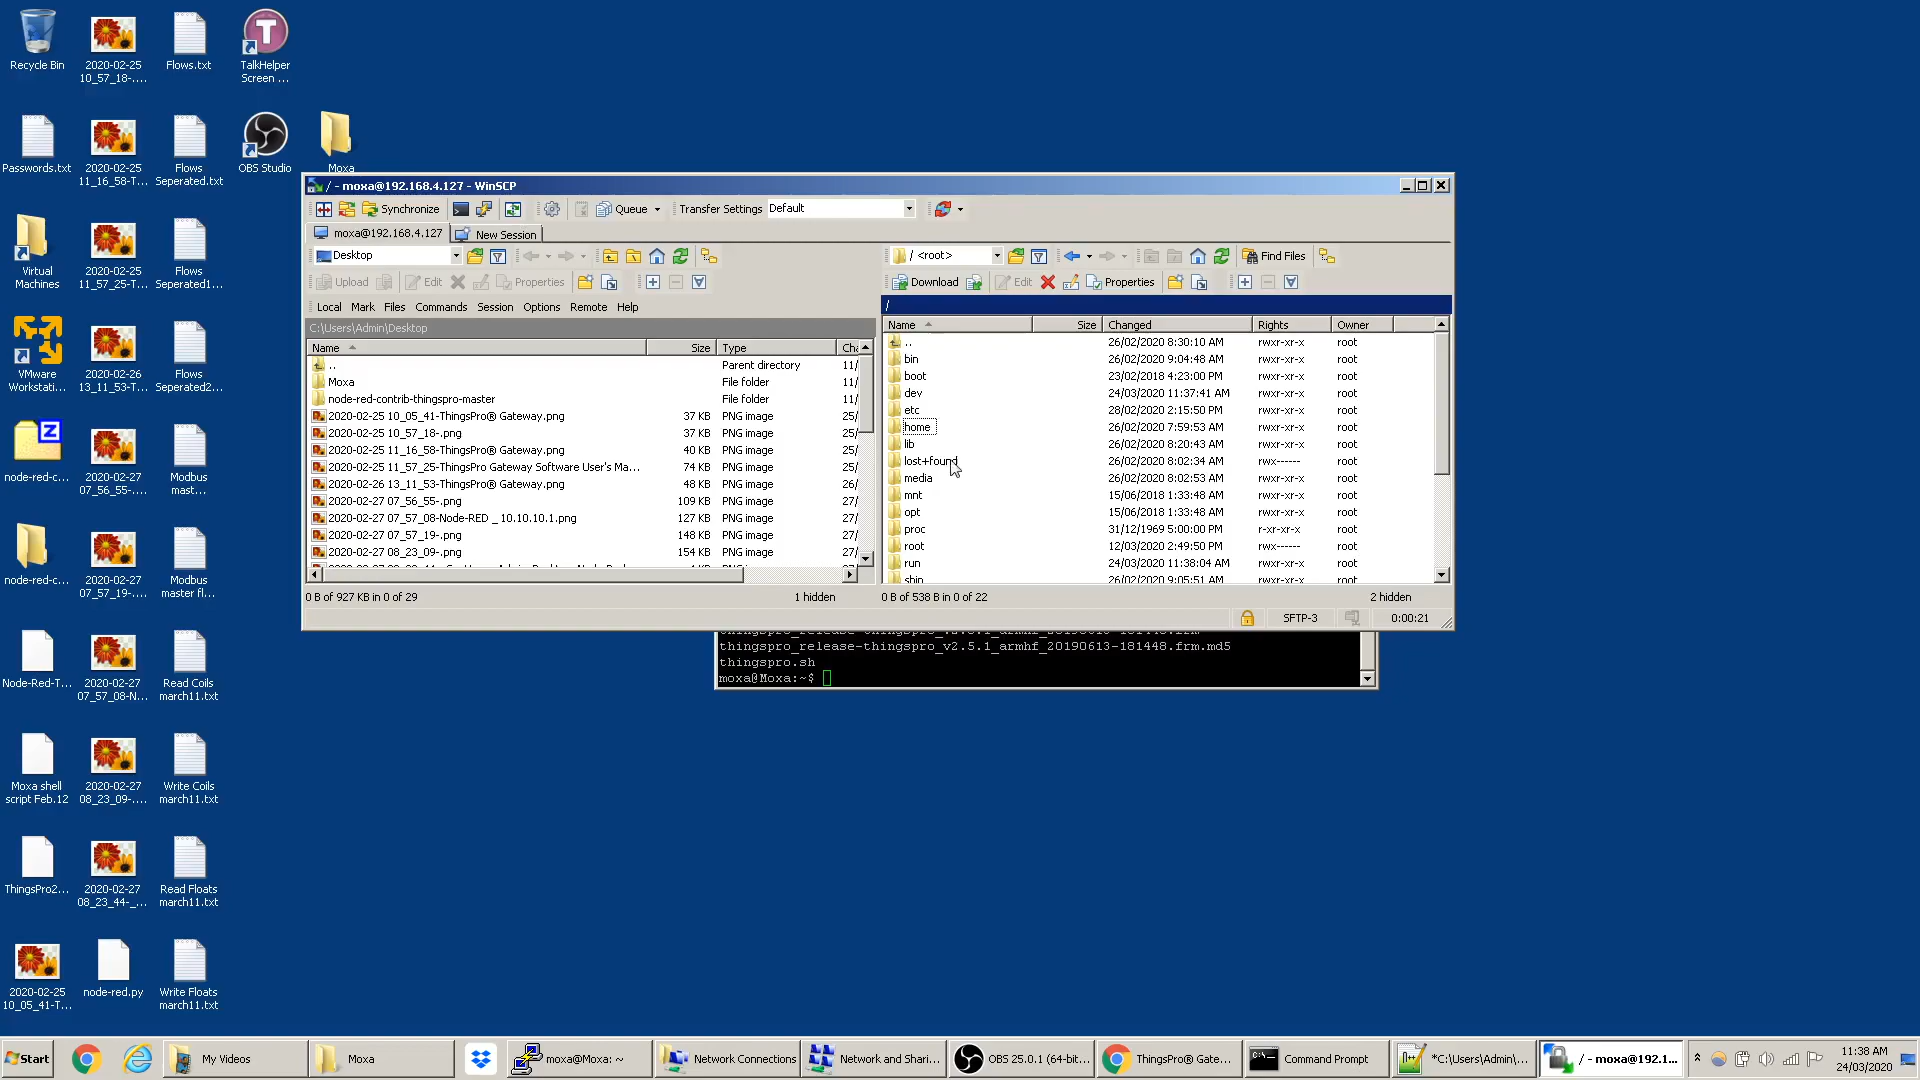 Recycle Bin
2020-02-25
10_57_18-....
Flows.txt
TalkHelper
Screen ...
Passwords.txt
2020-02-25
11_16_58-T...
Flows
Seperated.txt
OBS Studio
Moxa
Virtual
Machines
2020-02-25
11_57_25-T...
Flows
Seperated1...
VMware
Workstati...
2020-02-26
13_11_53-T...
Flows
Seperated2...
node-red-c...
2020-02-27
07_56_55-....
Modbus
mast...
node-red-c...
2020-02-27
07_57_19-....
Modbus
master fl...
Node-Red-T...
2020-02-27
07_57_08-N...
Read Coils
march11.txt
Moxa shell
script Feb.12
2020-02-27
08_23_09-....
Write Coils
march11.txt
ThingsPro2...
2020-02-27
08_23_44-_...
Read Floats
march11.txt
2020-02-25
10_05_41-T...
node-red.py
Write Floats
march11.txt
/ - moxa@192.168.4.127 - WinSCP
Synchronize
Queue
Transfer Settings
Default
moxa@192.168.4.127
New Session
Desktop
/ <root>
Find Files
Upload
Edit
Properties
Download
Edit
Properties
Local Mark Files Commands Session Options Remote Help
/
C:\Users\Admin\Desktop
Name Size Type
.. Parent directory 11/
Moxa File folder 11/
node-red-contrib-thingspro-master File folder 11/
2020-02-25 10_05_41-ThingsPro® Gateway.png 37 KB PNG image 25/
2020-02-25 10_57_18-.png 37 KB PNG image 25/
2020-02-25 11_16_58-ThingsPro® Gateway.png 40 KB PNG image 25/
2020-02-25 11_57_25-ThingsPro Gateway Software User's Ma... 74 KB PNG image 25/
2020-02-26 13_11_53-ThingsPro® Gateway.png 48 KB PNG image 26/
2020-02-27 07_56_55-.png 109 KB PNG image 27/
2020-02-27 07_57_08-Node-RED _ 10.10.10.1.png 127 KB PNG image 27/
2020-02-27 07_57_19-.png 148 KB PNG image 27/
2020-02-27 08_23_09-.png 154 KB PNG image 27/
0 B of 927 KB in 0 of 29
1 hidden
Name Size Changed Rights Owner
.. 26/02/2020 8:30:10 AM rwxr-xr-x root
bin 26/02/2020 9:04:48 AM rwxr-xr-x root
boot 23/02/2018 4:23:00 PM rwxr-xr-x root
dev 24/03/2020 11:37:41 AM rwxr-xr-x root
etc 28/02/2020 2:15:50 PM rwxr-xr-x root
home 26/02/2020 7:59:53 AM rwxr-xr-x root
lib 26/02/2020 8:20:43 AM rwxr-xr-x root
lost+found 26/02/2020 8:02:34 AM rwx------ root
media 26/02/2020 8:02:53 AM rwxr-xr-x root
mnt 15/06/2018 1:33:48 AM rwxr-xr-x root
opt 15/06/2018 1:33:48 AM rwxr-xr-x root
proc 31/12/1969 5:00:00 PM r-xr-xr-x root
root 12/03/2020 2:49:50 PM rwx------ root
run 24/03/2020 11:38:04 AM rwxr-xr-x root
sbin 26/02/2020 9:05:51 AM rwxr-xr-x root
0 B of 538 B in 0 of 22
2 hidden
SFTP-3
0:00:21
thingspro_release-thingspro_v2.5.1_armhf_20190613-181448.frm.md5
thingspro.sh
moxa@Moxa:~$
Start
My Videos
Moxa
moxa@Moxa: ~
Network Connections
Network and Shari...
OBS 25.0.1 (64-bit...
ThingsPro® Gate...
Command Prompt
*C:\Users\Admin\...
/ - moxa@192.1...
11:38 AM
24/03/2020